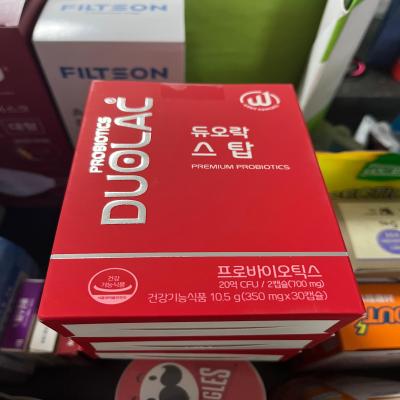 FILTSON
PROBIOTICS
DUOLAC
듀오락
스탑
PREMIUM PROBIOTICS
프로바이오틱스
20억 CFU / 2캡슐(700 mg)
건강기능식품 10.5 g(350 mg x 30캡슐)
건강
기능식품
FILTSON
대형